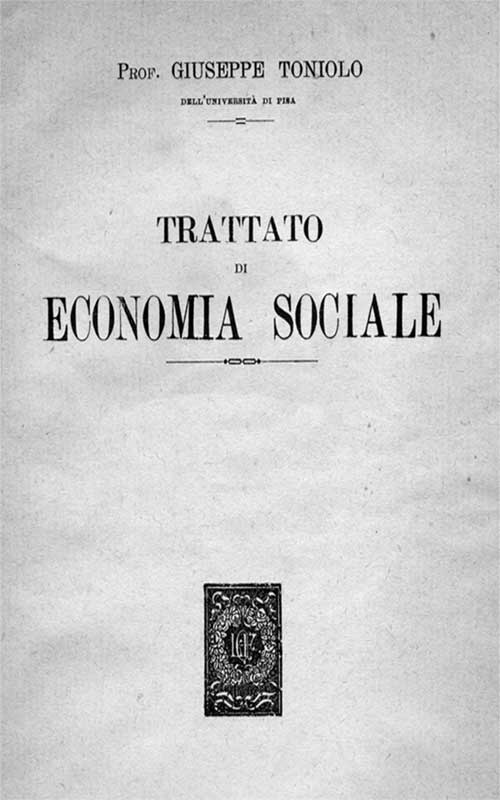 PROF. GIUSEPPE TONIOLO
DELL'UNIVERSITÀ DI PISA
TRATTATO
DI
ECONOMIA SOCIALE